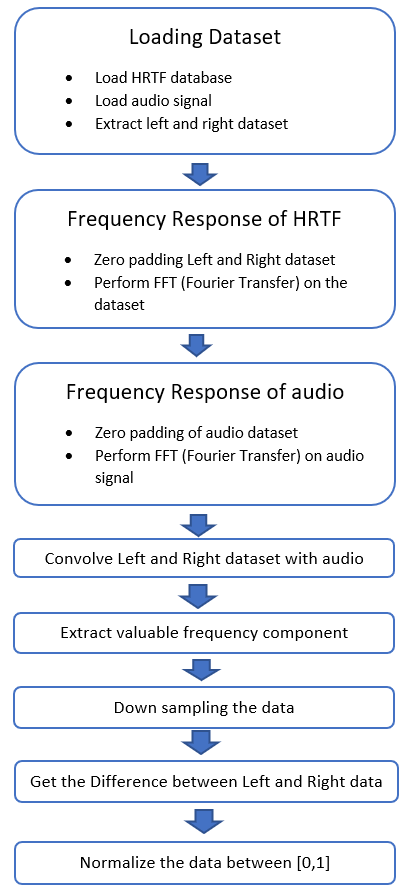 Loading Dataset
• Load HRTF database
• Load audio signal
• Extract left and right dataset
Frequency Response of HRTF
• Zero padding Left and Right dataset
• Perform FFT (Fourier Transfer) on the
dataset
Frequency Response of audio
• Zero padding of audio dataset
• Perform FFT (Fourier Transfer) on audio
signal
Convolve Left and Right dataset with audio
Extract valuable frequency component
Down sampling the data
Get the Difference between Left and Right data
Normalize the data between [0,1]